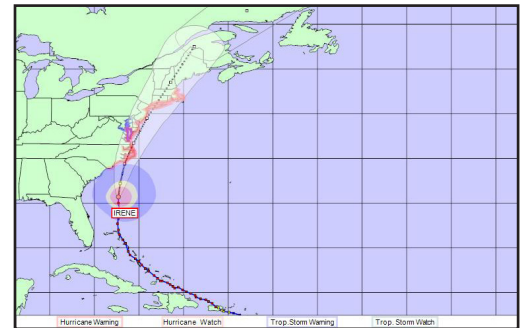 IRENE
Hurricane Warning
Hurricane Watch
Trop.Storm Warning
Trop. Storm Watch